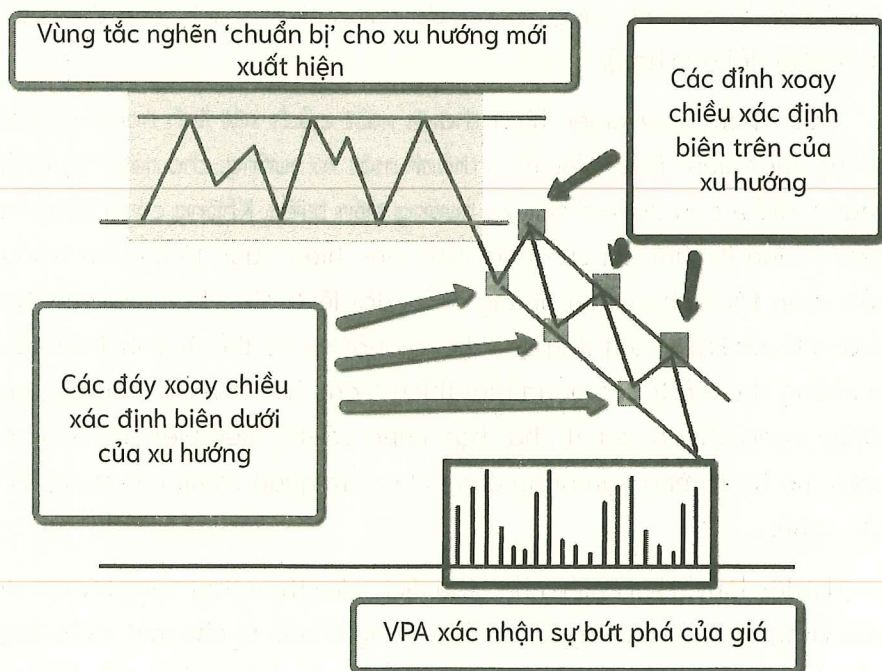 Vùng tắc nghẽn ‘chuẩn bị’ cho xu hướng mới
xuất hiện
Các đỉnh xoay
chiều xác định
biên trên của
xu hướng
Các đáy xoay chiều
xác định biên dưới
của xu hướng
VPA xác nhận sự bứt phá của giá